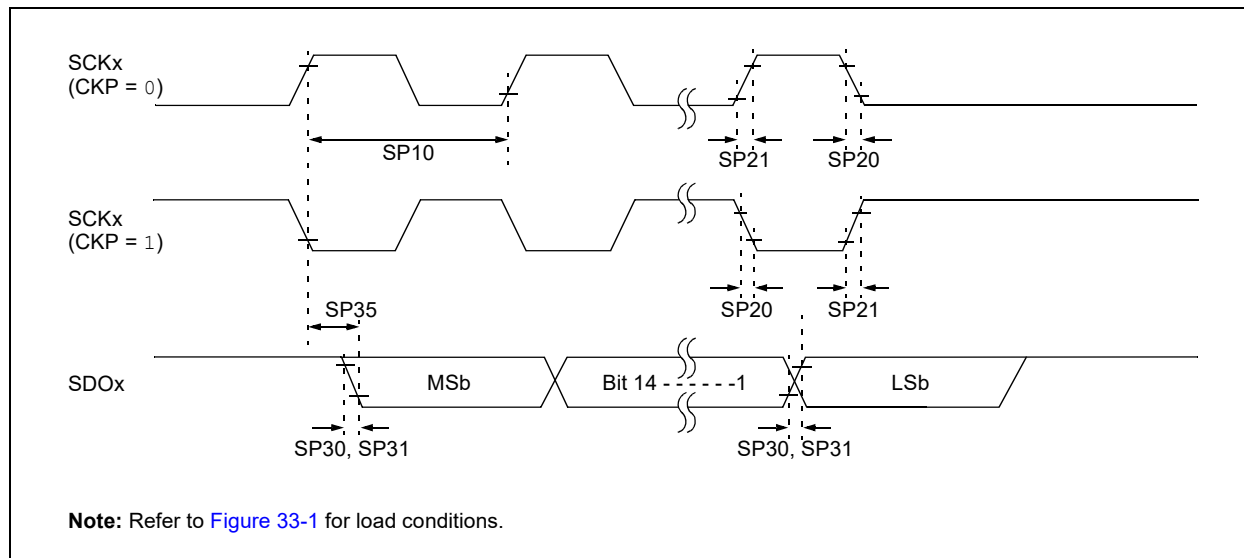 SCKx
(CKP = 0)
SP10
SP21
SP20
SCKx
(CKP = 1)
SP35
SP20
SP21
SDOx
MSb
Bit 14 - - - - - - -1
LSb
SP30, SP31
SP30, SP31
Note: Refer to Figure 33-1 for load conditions.